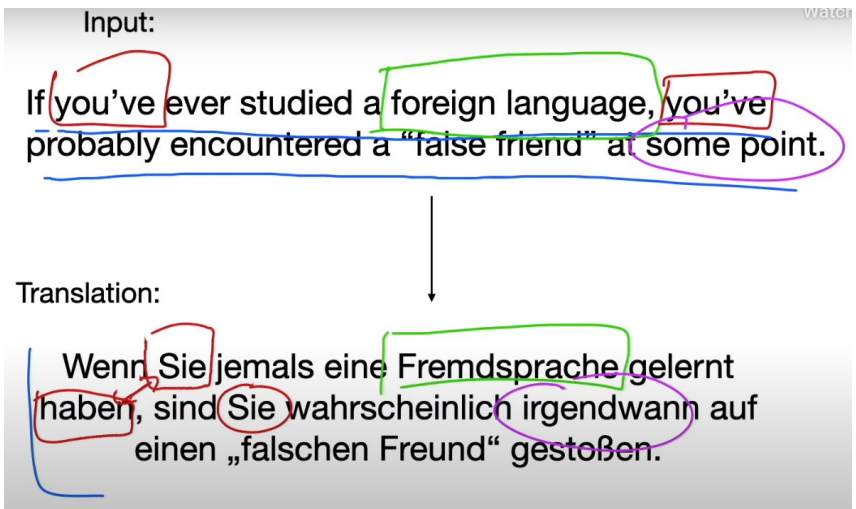 Watch
Input:
If you've ever studied a foreign language, you've
probably encountered a “false friend” at some point.
Translation:
Wenn Sie jemals eine Fremdsprache gelernt
haben, sind Sie wahrscheinlich irgendwann auf
einen „falschen Freund“ gestoßen.